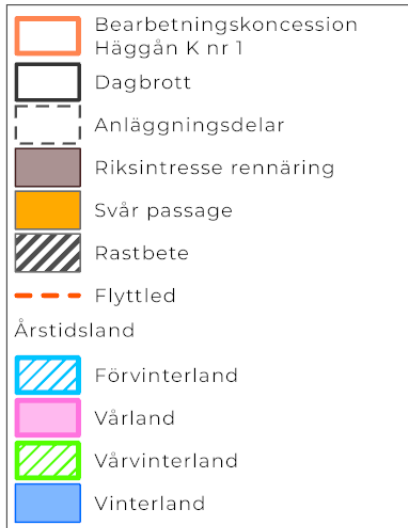 Bearbetningskoncession
Häggån K nr 1
Dagbrott
Anläggningsdelar
Riksintresse rennäring
Svår passage
Rastbete
Flyttled
Årstidsland
Förvinterland
Vårland
Vårvinterland
Vinterland